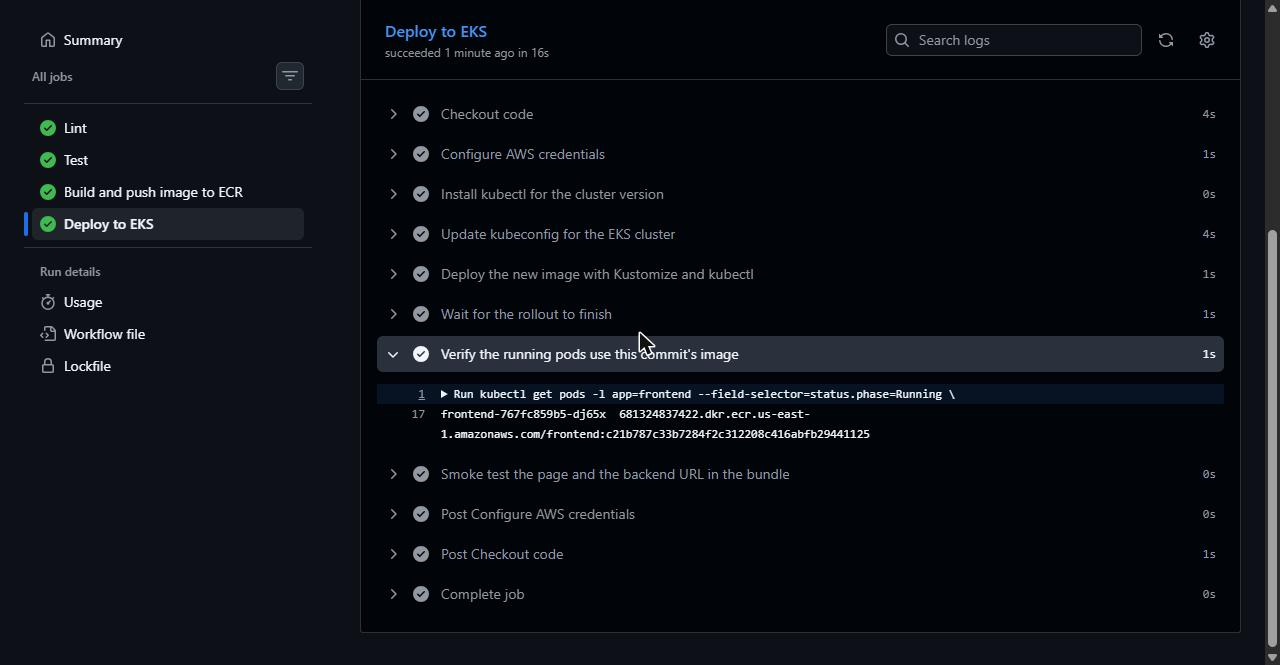 Summary
All jobs
Lint
Test
Build and push image to ECR
Deploy to EKS
Run details
Usage
Workflow file
Lockfile
Deploy to EKS
succeeded 1 minute ago in 16s
Search logs
Checkout code 4s
Configure AWS credentials 1s
Install kubectl for the cluster version 0s
Update kubeconfig for the EKS cluster 4s
Deploy the new image with Kustomize and kubectl 1s
Wait for the rollout to finish 1s
Verify the running pods use this commit's image 1s
1 Run kubectl get pods -l app=frontend --field-selector=status.phase=Running \
17 frontend-767fc859b5-dj65x 681324837422.dkr.ecr.us-east-
1.amazonaws.com/frontend:c21b787c33b7284f2c312208c416abfb29441125
Smoke test the page and the backend URL in the bundle 0s
Post Configure AWS credentials 0s
Post Checkout code 1s
Complete job 0s